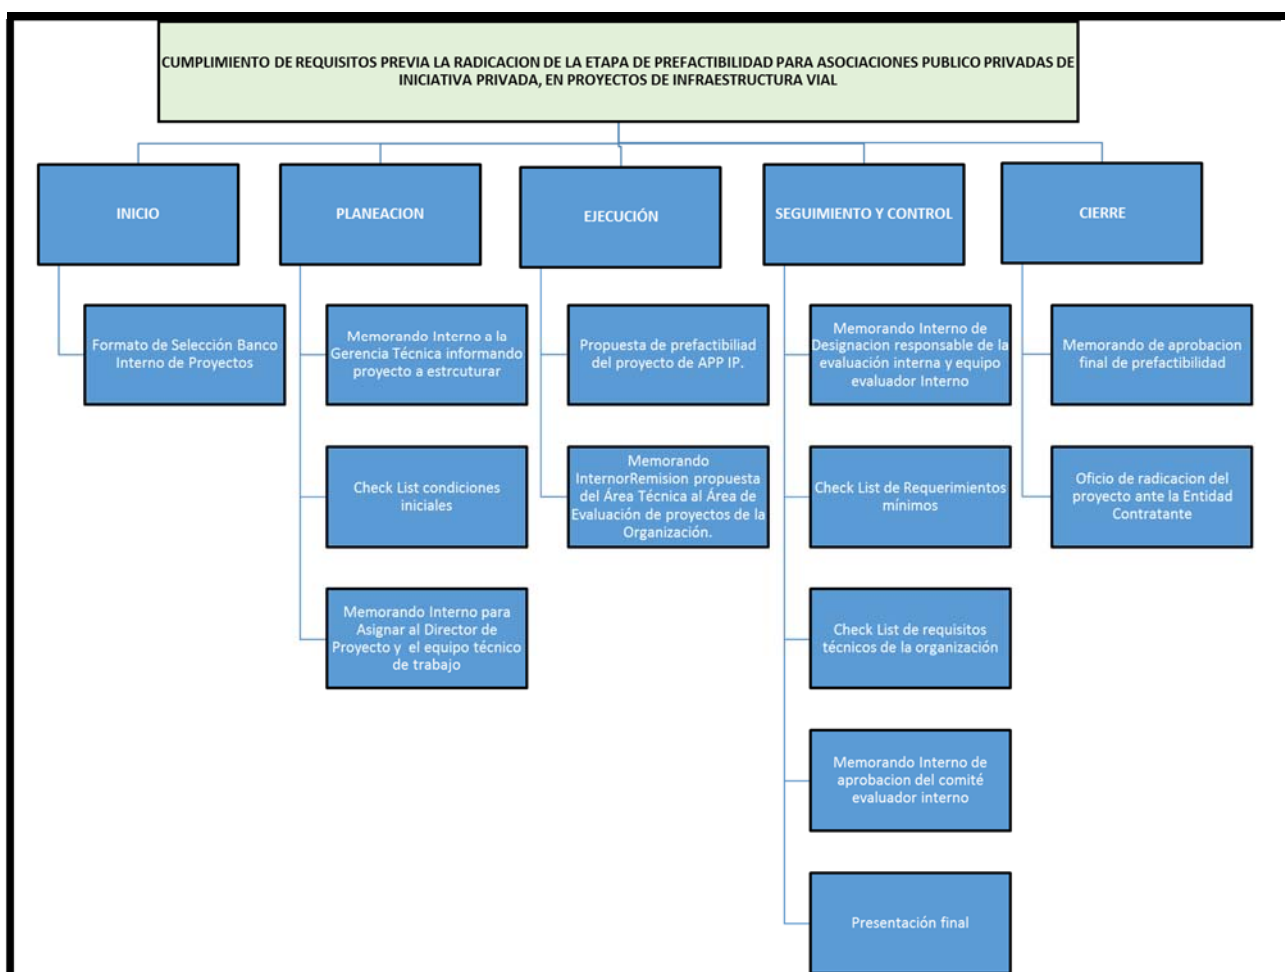 CUMPLIMIENTO DE REQUISITOS PREVIA LA RADICACION DE LA ETAPA DE PREFACTIBILIDAD PARA ASOCIACIONES PUBLICO PRIVADAS DE
INICIATIVA PRIVADA, EN PROYECTOS DE INFRAESTRUCTURA VIAL
INICIO
Formato de Selección Banco
Interno de Proyectos
PLANEACION
Memorando Interno a la
Gerencia Técnica informando
proyecto a estrcuturar
Check List condiciones
iniciales
Memorando Interno para
Asignar al Director de
Proyecto y el equipo técnico
de trabajo
EJECUCIÓN
Propuesta de prefactibiliad
del proyecto de APP IP.
Memorando
InternorRemision propuesta
del Área Técnica al Área de
Evaluación de proyectos de la
Organización.
SEGUIMIENTO Y CONTROL
Memorando Interno de
Designacion responsable de la
evaluación interna y equipo
evaluador Interno
Check List de Requerimientos
mínimos
Check List de requisitos
técnicos de la organización
Memorando Interno de
aprobacion del comité
evaluador interno
Presentación final
CIERRE
Memorando de aprobacion
final de prefactibilidad
Oficio de radicacion del
proyecto ante la Entidad
Contratante